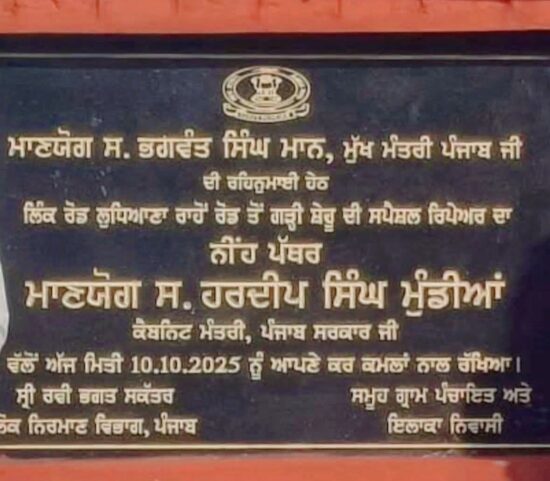 ਮਾਣਯੋਗ ਸ. ਭਗਵੰਤ ਸਿੰਘ ਮਾਨ, ਮੁੱਖ ਮੰਤਰੀ ਪੰਜਾਬ ਜੀ
ਦੀ ਰਹਿਨੁਮਾਈ ਹੇਠ
ਲਿੰਕ ਰੋਡ ਲੁਧਿਆਣਾ ਰਾਹੋਂ ਰੋਡ ਤੋਂ ਗੜ੍ਹੀ ਸ਼ੇਰੂ ਦੀ ਸਪੈਸ਼ਲ ਰਿਪੇਅਰ ਦਾ
ਨੀਂਹ ਪੱਥਰ
ਮਾਣਯੋਗ ਸ. ਹਰਦੀਪ ਸਿੰਘ ਮੁੰਡੀਆਂ
ਕੈਬਨਿਟ ਮੰਤਰੀ, ਪੰਜਾਬ ਸਰਕਾਰ ਜੀ
ਵੱਲੋਂ ਅੱਜ ਮਿਤੀ 10.10.2025 ਨੂੰ ਆਪਣੇ ਕਰ ਕਮਲਾਂ ਨਾਲ ਰੱਖਿਆ।
ਸ੍ਰੀ ਰਵੀ ਭਗਤ ਸਕੱਤਰ
ਨਿਰਮਾਣ ਵਿਭਾਗ, ਪੰਜਾਬ
ਸਮੂਹ ਗ੍ਰਾਮ ਪੰਚਾਇਤ ਅਤੇ
ਇਲਾਕਾ ਨਿਵਾਸੀ